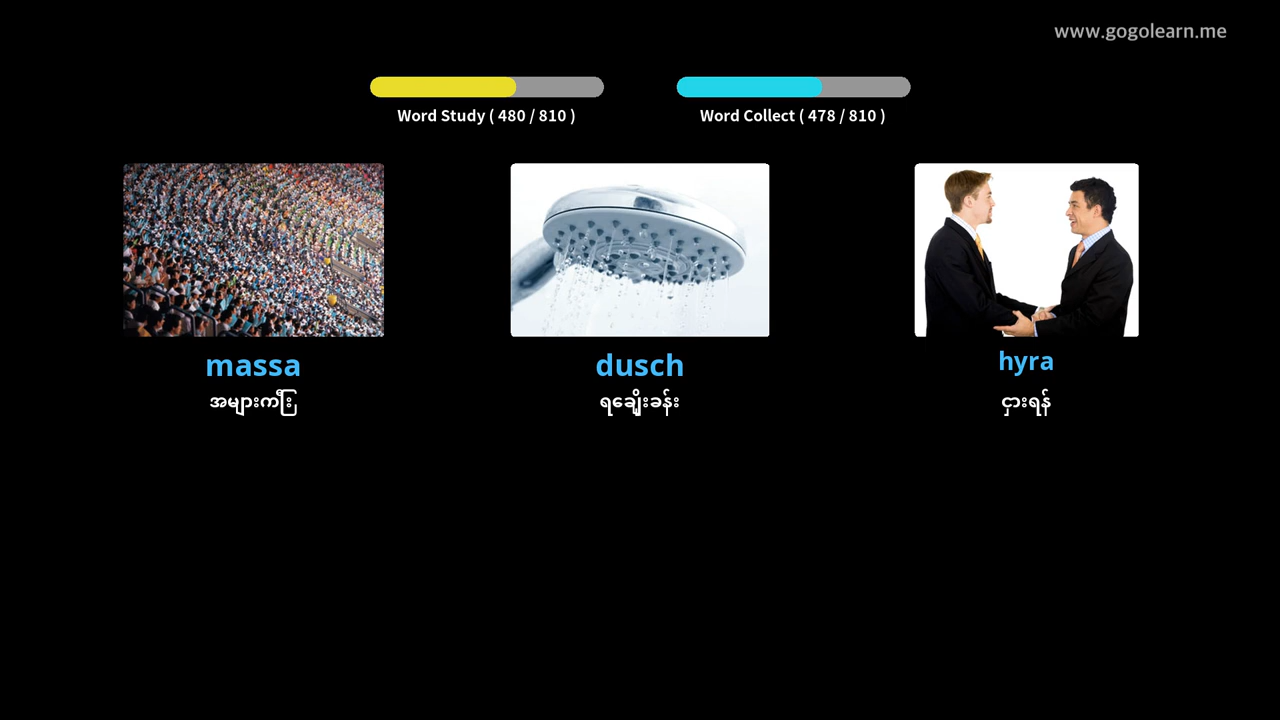 www.gogolearn.me
Word Study ( 480 / 810 )
Word Collect ( 478 / 810 )
massa
dusch
hyra
အများကြီး
ရေချိုးခန်း
ငှားရန်